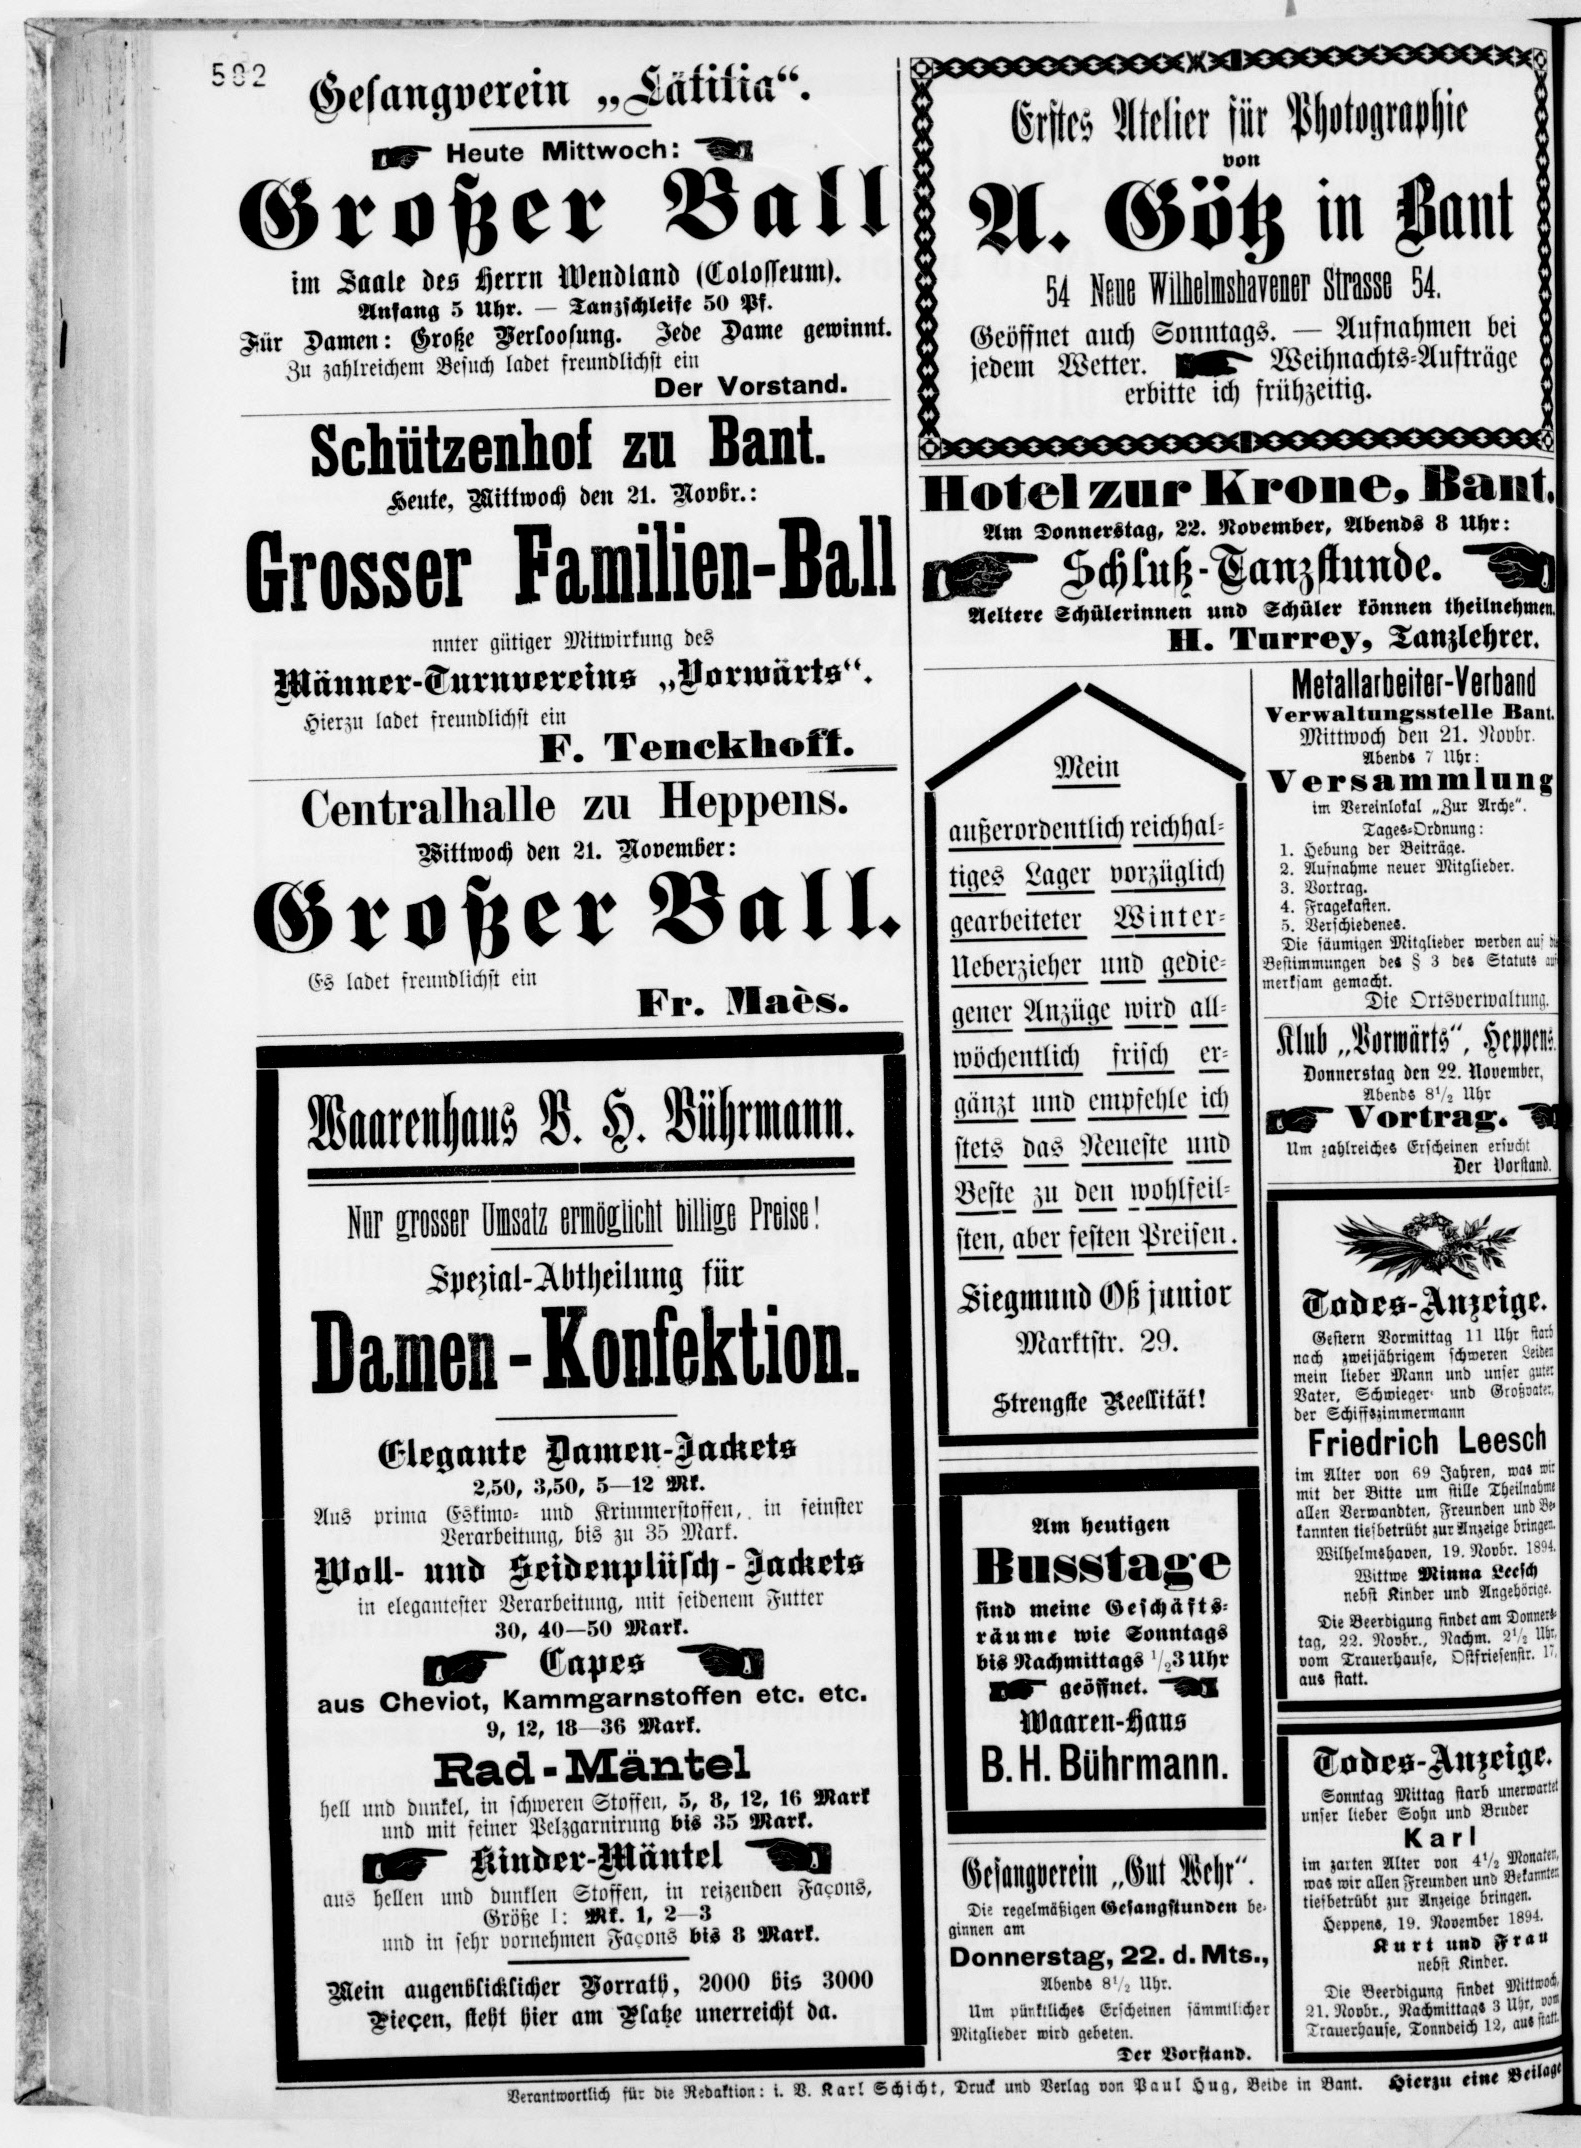 502
Gesangverein „Lätitia“.
Heute Mittwoch:
Großer Ball
im Saale des Herrn Wendland (Colosseum).
Anfang 5 Uhr. — Tanzschleife 50 Pf.
Für Damen: Große Verloosung. Jede Dame gewinnt.
Zu zahlreichem Besuch ladet freundlichst ein
Der Vorstand.
Schützenhof zu Bant.
Heute, Mittwoch den 21. Novbr.:
Grosser Familien-Ball
nnter gütiger Mitwirkung des
Männer-Turnvereins „Vorwärts“.
Hierzu ladet freundlichst ein
F. Tenckhoff.
Centralhalle zu Heppens.
Mittwoch den 21. November:
Großer Ball.
Es ladet freundlichst ein
Fr. Maès.
Waarenhaus B. H. Bührmann.
Nur grosser Umsatz ermöglicht billige Preise!
Spezial-Abtheilung für
Damen-Konfektion.
Elegante Damen-Jackets
2,50, 3,50, 5—12 Mk.
Aus prima Eskimo- und Krimmerstoffen, in feinster
Verarbeitung, bis zu 35 Mark.
Woll- und Seidenplüsch-Jackets
in elegantester Verarbeitung, mit seidenem Futter
30, 40—50 Mark.
Capes
aus Cheviot, Kammgarnstoffen etc. etc.
9, 12, 18—36 Mark.
Rad-Mäntel
hell und dunkel, in schweren Stoffen, 5, 8, 12, 16 Mark
und mit feiner Pelzgarnirung bis 35 Mark.
Kinder-Mäntel
aus hellen und dunklen Stoffen, in reizenden Façons,
Größe I: Mk. 1, 2—3
und in sehr vornehmen Façons bis 8 Mark.
Mein augenblicklicher Vorrath, 2000 bis 3000
Pieçen, steht hier am Platze unerreicht da.
Erstes Atelier für Photographie
von
A. Götz in Bant
54 Neue Wilhelmshavener Strasse 54.
Geöffnet auch Sonntags. — Aufnahmen bei
jedem Wetter. Weihnachts-Aufträge
erbitte ich frühzeitig.
Hotel zur Krone, Bant.
Am Donnerstag, 22. November, Abends 8 Uhr:
Schluß-Tanzstunde.
Aeltere Schülerinnen und Schüler können theilnehmen.
H. Turrey, Tanzlehrer.
Mein
außerordentlich reichhal-
tiges Lager vorzüglich
gearbeiteter Winter-
Ueberzieher und gedie-
gener Anzüge wird all-
wöchentlich frisch er-
gänzt und empfehle ich
stets das Neueste und
Beste zu den wohlfeil-
sten, aber festen Preisen.
Siegmund Oß junior
Marktstr. 29.
Strengste Reellität!
Am heutigen
Busstage
sind meine Geschäfts-
räume wie Sonntags
bis Nachmittags 1/23 Uhr
geöffnet.
Waaren-Haus
B. H. Bührmann.
Gesangverein „Gut Wehr“.
Die regelmäßigen Gesangstunden be-
ginnen am
Donnerstag, 22. d. Mts.,
Abends 8 1/2 Uhr.
Um pünktliches Erscheinen sämmtlicher
Mitglieder wird gebeten.
Der Vorstand.
Metallarbeiter-Verband
Verwaltungsstelle Bant.
Mittwoch den 21. Novbr.
Abends 7 Uhr:
Versammlung
im Vereinlokal „Zur Arche“.
Tages-Ordnung:
1. Hebung der Beiträge.
2. Aufnahme neuer Mitglieder.
3. Vortrag.
4. Fragekasten.
5. Verschiedenes.
Die säumigen Mitglieder werden auf die
Bestimmungen des § 3 des Statuts auf-
merksam gemacht.
Die Ortsverwaltung.
Klub „Vorwärts“, Heppens.
Donnerstag den 22. November,
Abends 8 1/2 Uhr
Vortrag.
Um zahlreiches Erscheinen ersucht
Der Vorstand.
Todes-Anzeige.
Gestern Vormittag 11 Uhr starb
nach zweijährigem schweren Leiden
mein lieber Mann und unser guter
Vater, Schwieger- und Großvater,
der Schiffszimmermann
Friedrich Leesch
im Alter von 69 Jahren, was wir
mit der Bitte um stille Theilnahme
allen Verwandten, Freunden und Be-
kannten tiefbetrübt zur Anzeige bringen.
Wilhelmshaven, 19. Novbr. 1894.
Wittwe Minna Leesch
nebst Kinder und Angehörige.
Die Beerdigung findet am Donners-
tag, 22. Novbr., Nachm. 2 1/2 Uhr,
vom Trauerhause, Ostfriesenstr. 17,
aus statt.
Todes-Anzeige.
Sonntag Mittag starb unerwartet
unser lieber Sohn und Bruder
Karl
im zarten Alter von 4 1/2 Monaten,
was wir allen Freunden und Bekannten
tiefbetrübt zur Anzeige bringen.
Heppens, 19. November 1894.
Kurt und Frau
nebst Kinder.
Die Beerdigung findet Mittwoch,
21. Novbr., Nachmittags 3 Uhr, vom
Trauerhause, Tonndeich 12, aus statt.
Verantwortlich für die Redaktion: i. V. Karl Schicht, Druck und Verlag von Paul Hug, Beide in Bant. Hierzu eine Beilage